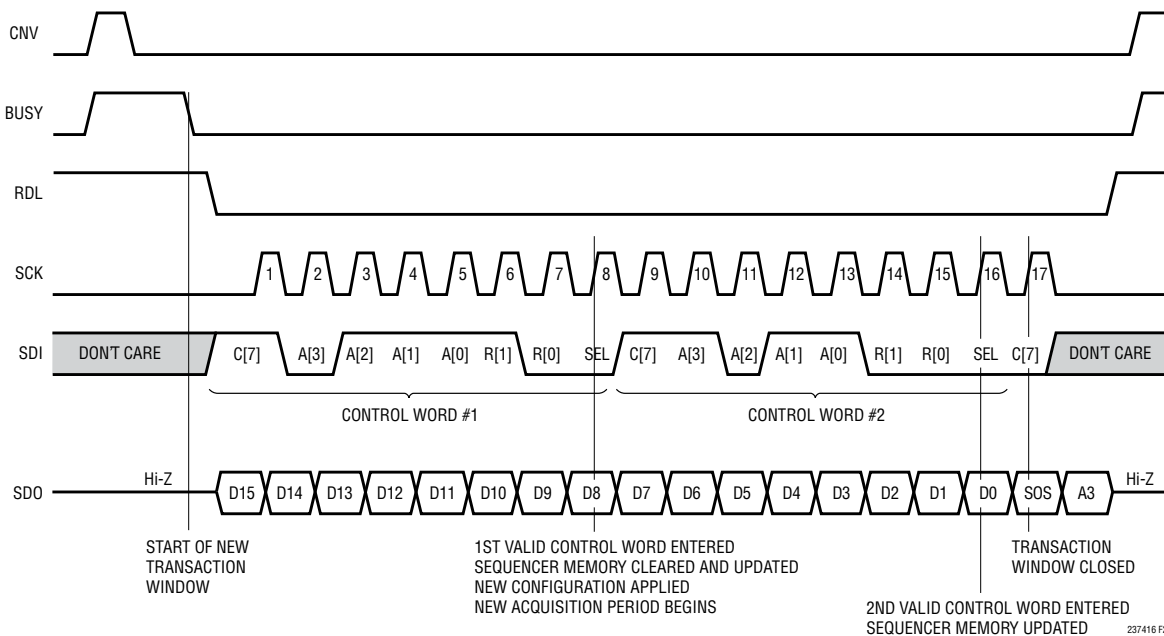 CNV
BUSY
RDL
SCK
1 2 3 4 5 6 7 8 9 10 11 12 13 14 15 16 17
SDI
DON'T CARE C[7] A[3] A[2] A[1] A[0] R[1] R[0] SEL C[7] A[3] A[2] A[1] A[0] R[1] R[0] SEL C[7] DON'T CARE
CONTROL WORD #1
CONTROL WORD #2
SDO
Hi-Z D15 D14 D13 D12 D11 D10 D9 D8 D7 D6 D5 D4 D3 D2 D1 D0 SOS A3 Hi-Z
START OF NEW
TRANSACTION
WINDOW
1ST VALID CONTROL WORD ENTERED
SEQUENCER MEMORY CLEARED AND UPDATED
NEW CONFIGURATION APPLIED
NEW ACQUISITION PERIOD BEGINS
TRANSACTION
WINDOW CLOSED
2ND VALID CONTROL WORD ENTERED
SEQUENCER MEMORY UPDATED
237416